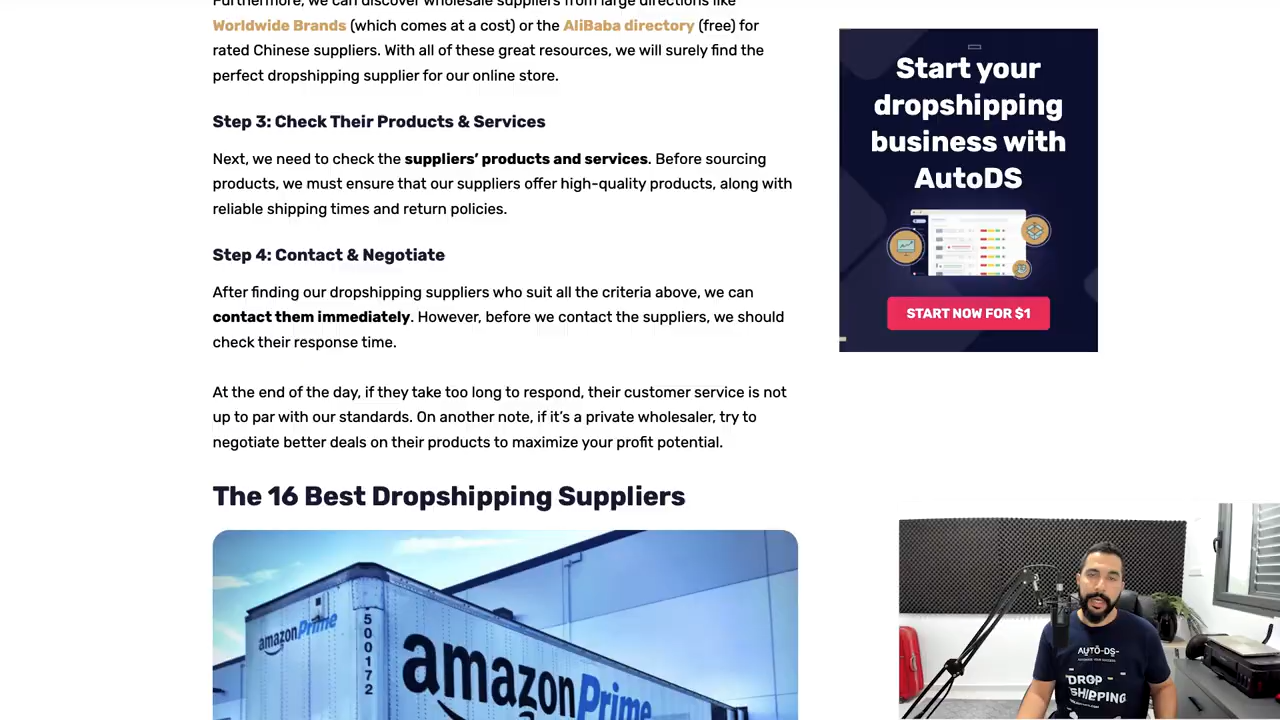 Furthermore, we can discover wholesale suppliers from large directions like
Worldwide Brands (which comes at a cost) or the AliBaba directory (free) for
rated Chinese suppliers. With all of these great resources, we will surely find the
perfect dropshipping supplier for our online store.
Step 3: Check Their Products & Services
Next, we need to check the suppliers’ products and services. Before sourcing
products, we must ensure that our suppliers offer high-quality products, along with
reliable shipping times and return policies.
Step 4: Contact & Negotiate
After finding our dropshipping suppliers who suit all the criteria above, we can
contact them immediately. However, before we contact the suppliers, we should
check their response time.
At the end of the day, if they take too long to respond, their customer service is not
up to par with our standards. On another note, if it’s a private wholesaler, try to
negotiate better deals on their products to maximize your profit potential.
The 16 Best Dropshipping Suppliers
amazonPrime
500172
amazonPrime
Start your
dropshipping
business with
AutoDS
START NOW FOR $1
AUTO-DS-
DROP
SHIPPING